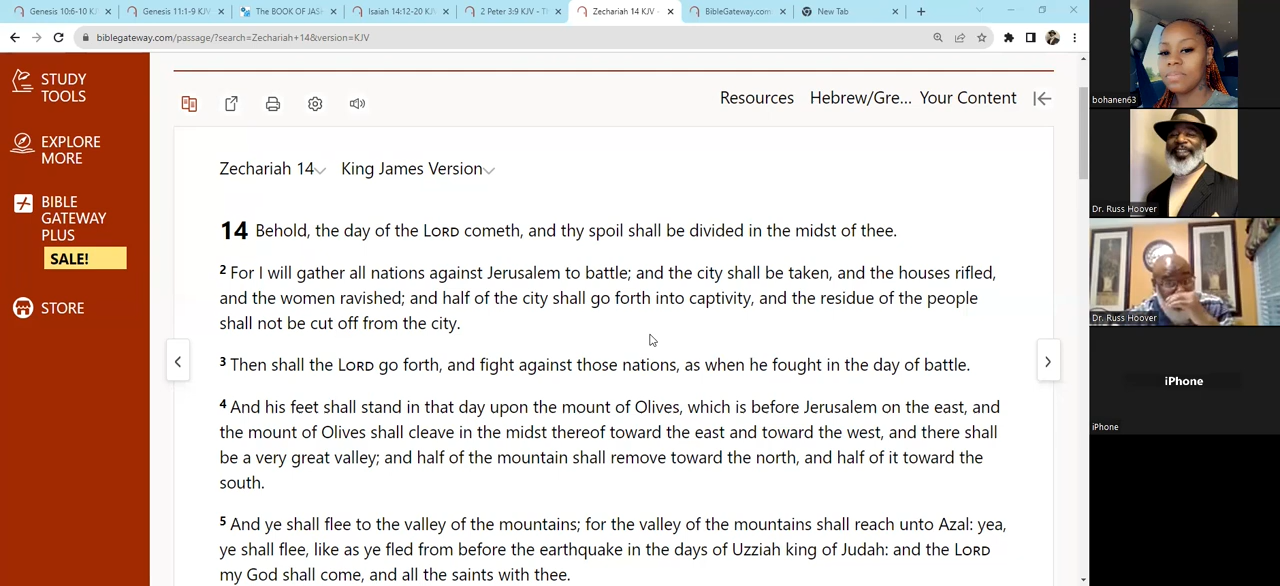 Genesis 10:6-10 KJ
Genesis 11:1-9 KJV
The BOOK OF JAS
Isaiah 14:12-20 KJV
2 Peter 3:9 KJV - T
Zechariah 14 KJV -
BibleGateway.com
New Tab
biblegateway.com/passage/?search=Zechariah+14&version=KJV
STUDY
TOOLS
EXPLORE
MORE
BIBLE
GATEWAY
PLUS
SALE!
STORE
Resources Hebrew/Gre... Your Content
Zechariah 14 King James Version
14 Behold, the day of the LORD cometh, and thy spoil shall be divided in the midst of thee.
2 For I will gather all nations against Jerusalem to battle; and the city shall be taken, and the houses rifled,
and the women ravished; and half of the city shall go forth into captivity, and the residue of the people
shall not be cut off from the city.
3 Then shall the LORD go forth, and fight against those nations, as when he fought in the day of battle.
4 And his feet shall stand in that day upon the mount of Olives, which is before Jerusalem on the east, and
the mount of Olives shall cleave in the midst thereof toward the east and toward the west, and there shall
be a very great valley; and half of the mountain shall remove toward the north, and half of it toward the
south.
5 And ye shall flee to the valley of the mountains; for the valley of the mountains shall reach unto Azal: yea,
ye shall flee, like as ye fled from before the earthquake in the days of Uzziah king of Judah: and the LORD
my God shall come, and all the saints with thee.
bohanen63
Dr. Russ Hoover
Dr. Russ Hoover
iPhone
iPhone